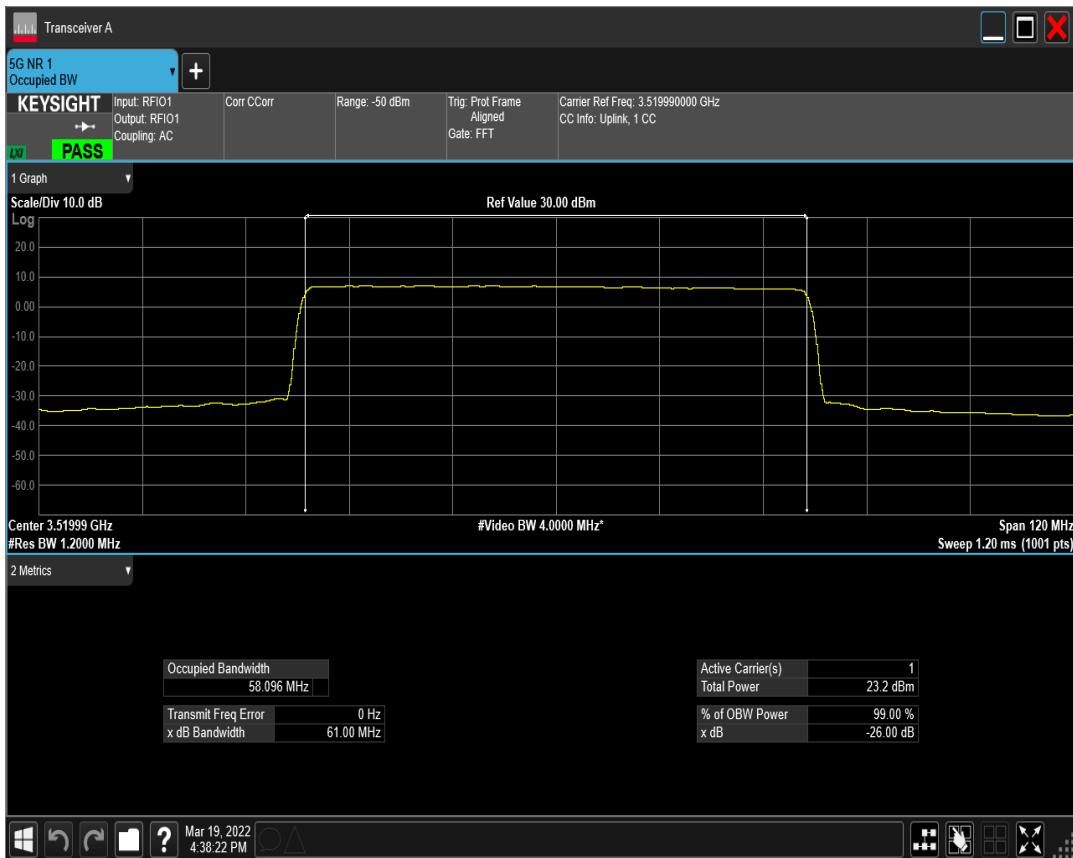 Transceiver A
5G NR 1
Occupied BW
KEYSIGHT
LXI
PASS
Input: RFIO1
Output: RFIO1
Coupling: AC
Corr CCorr
Range: -50 dBm
Trig: Prot Frame
Aligned
Gate: FFT
Carrier Ref Freq: 3.519990000 GHz
CC Info: Uplink, 1 CC
1 Graph
Scale/Div 10.0 dB
Ref Value 30.00 dBm
Log
20.0
10.0
0.00
-10.0
-20.0
-30.0
-40.0
-50.0
-60.0
Center 3.51999 GHz
#Video BW 4.0000 MHz*
Span 120 MHz
#Res BW 1.2000 MHz
Sweep 1.20 ms (1001 pts)
2 Metrics
Occupied Bandwidth
58.096 MHz
Transmit Freq Error 0 Hz
x dB Bandwidth 61.00 MHz
Active Carrier(s) 1
Total Power 23.2 dBm
% of OBW Power 99.00 %
x dB -26.00 dB
?
Mar 19, 2022
4:38:22 PM